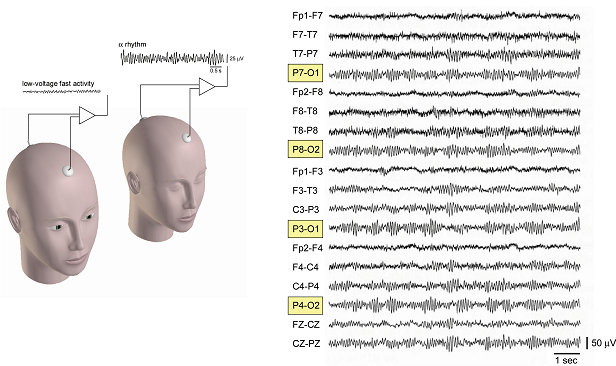 α rhythm
25 μV
0.5 s
low-voltage fast activity
Fp1-F7
F7-T7
T7-P7
P7-O1
Fp2-F8
F8-T8
T8-P8
P8-O2
Fp1-F3
F3-T3
C3-P3
P3-O1
Fp2-F4
F4-C4
C4-P4
P4-O2
FZ-CZ
CZ-PZ
50 μV
1 sec